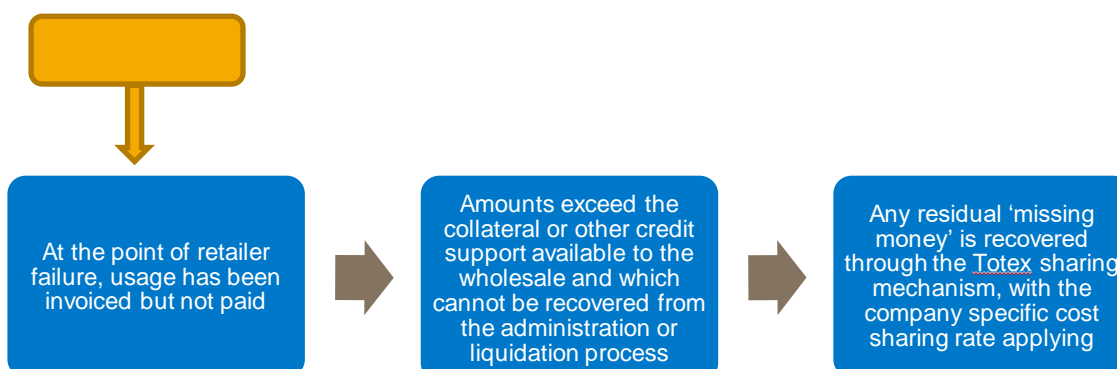 At the point of retailer
failure, usage has been
invoiced but not paid
Amounts exceed the
collateral or other credit
support available to the
wholesale and which
cannot be recovered from
the administration or
liquidation process
Any residual ‘missing
money’ is recovered
through the Totex sharing
mechanism, with the
company specific cost
sharing rate applying